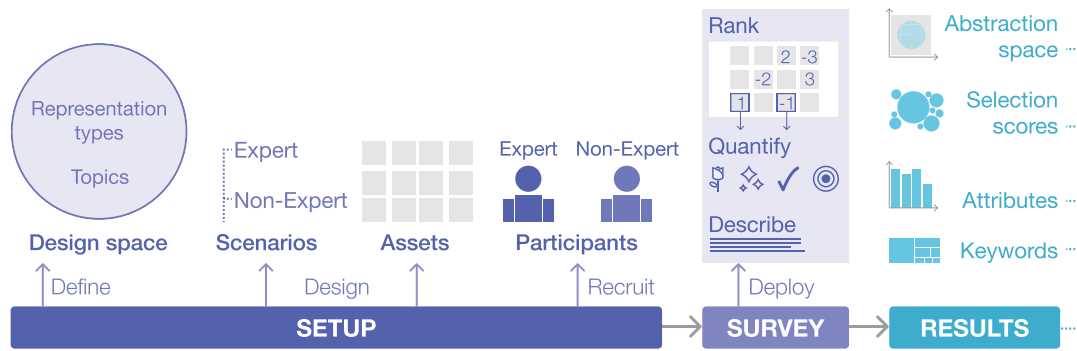 Representation
types
Topics
Design space
Define
Expert
Non-Expert
Scenarios
Design
Assets
Expert
Non-Expert
Participants
Recruit
SETUP
Rank
2 -3
-2 3
1 -1
Quantify
Describe
Deploy
SURVEY
Abstraction
space
Selection
scores
Attributes
Keywords
RESULTS